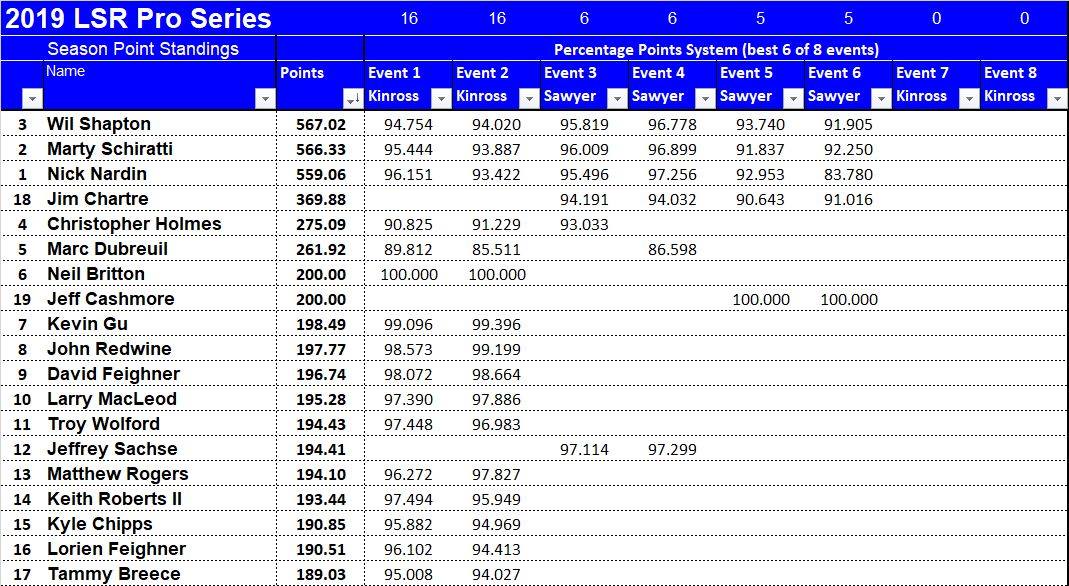 2019 LSR Pro Series 16 16 6 6 5 5 0 0
Season Point Standings Percentage Points System (best 6 of 8 events)
Name Points Event 1 Event 2 Event 3 Event 4 Event 5 Event 6 Event 7 Event 8
Kinross Kinross Sawyer Sawyer Sawyer Sawyer Kinross Kinross
3 Wil Shapton 567.02 94.754 94.020 95.819 96.778 93.740 91.905
2 Marty Schiratti 566.33 95.444 93.887 96.009 96.899 91.837 92.250
1 Nick Nardin 559.06 96.151 93.422 95.496 97.256 92.953 83.780
18 Jim Chartre 369.88 94.191 94.032 90.643 91.016
4 Christopher Holmes 275.09 90.825 91.229 93.033
5 Marc Dubreuil 261.92 89.812 85.511 86.598
6 Neil Britton 200.00 100.000 100.000
19 Jeff Cashmore 200.00 100.000 100.000
7 Kevin Gu 198.49 99.096 99.396
8 John Redwine 197.77 98.573 99.199
9 David Feighner 196.74 98.072 98.664
10 Larry MacLeod 195.28 97.390 97.886
11 Troy Wolford 194.43 97.448 96.983
12 Jeffrey Sachse 194.41 97.114 97.299
13 Matthew Rogers 194.10 96.272 97.827
14 Keith Roberts II 193.44 97.494 95.949
15 Kyle Chipps 190.85 95.882 94.969
16 Lorien Feighner 190.51 96.102 94.413
17 Tammy Breece 189.03 95.008 94.027